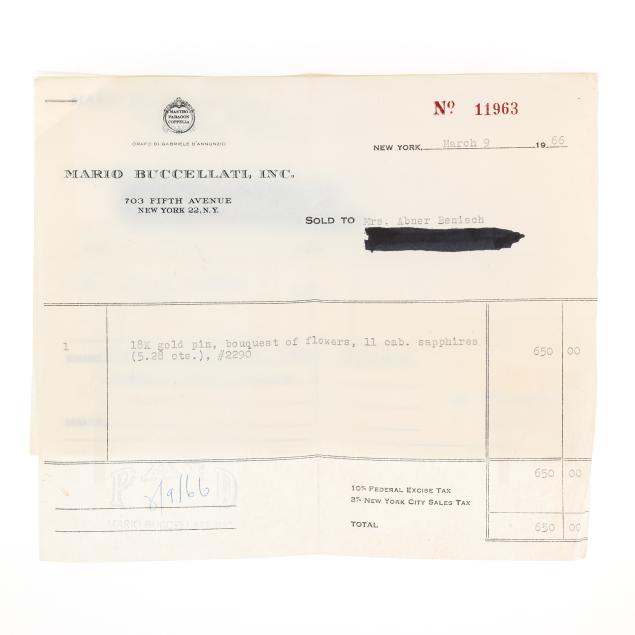 MASTRO
PARAGON
COPPELLA
ORAFO DI GABRIELE D'ANNUNZIO
MARIO BUCCELLATI, INC.
703 FIFTH AVENUE
NEW YORK 22, N.Y.
Nº 11963
NEW YORK, March 9 1966
SOLD TO Mrs. Abner Benisch
1 18K gold pin, bouquest of flowers, 11 cab. sapphires 650 00
(5.28 cts.), #2290
650 00
10% FEDERAL EXCISE TAX
3% NEW YORK CITY SALES TAX
TOTAL 650 00
PAID
3/9/66
MARIO BUCCELLATI